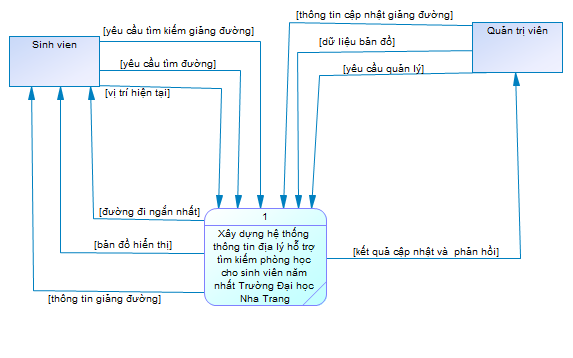 [thông tin cập nhật giảng đường]
Sinh vien
[yêu cầu tìm kiếm giảng đường]
Quản trị viên
[dữ liệu bản đồ]
[yêu cầu tìm đường]
[yêu cầu quản lý]
[vị trí hiện tại]
[đường đi ngắn nhất]
1
Xây dựng hệ thống
thông tin địa lý hỗ trợ
tìm kiếm phòng học
cho sinh viên năm
nhất Trường Đại học
Nha Trang
[bản đồ hiển thi]
[kết quả cập nhật và phản hồi]
[thông tin giảng đường]